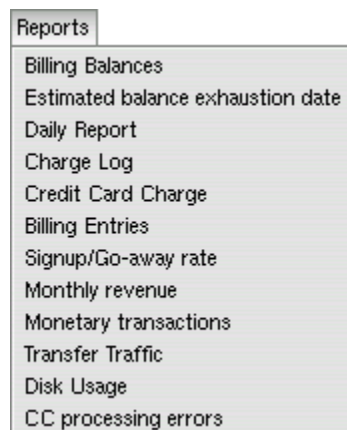 Reports
Billing Balances
Estimated balance exhaustion date
Daily Report
Charge Log
Credit Card Charge
Billing Entries
Signup/Go-away rate
Monthly revenue
Monetary transactions
Transfer Traffic
Disk Usage
CC processing errors